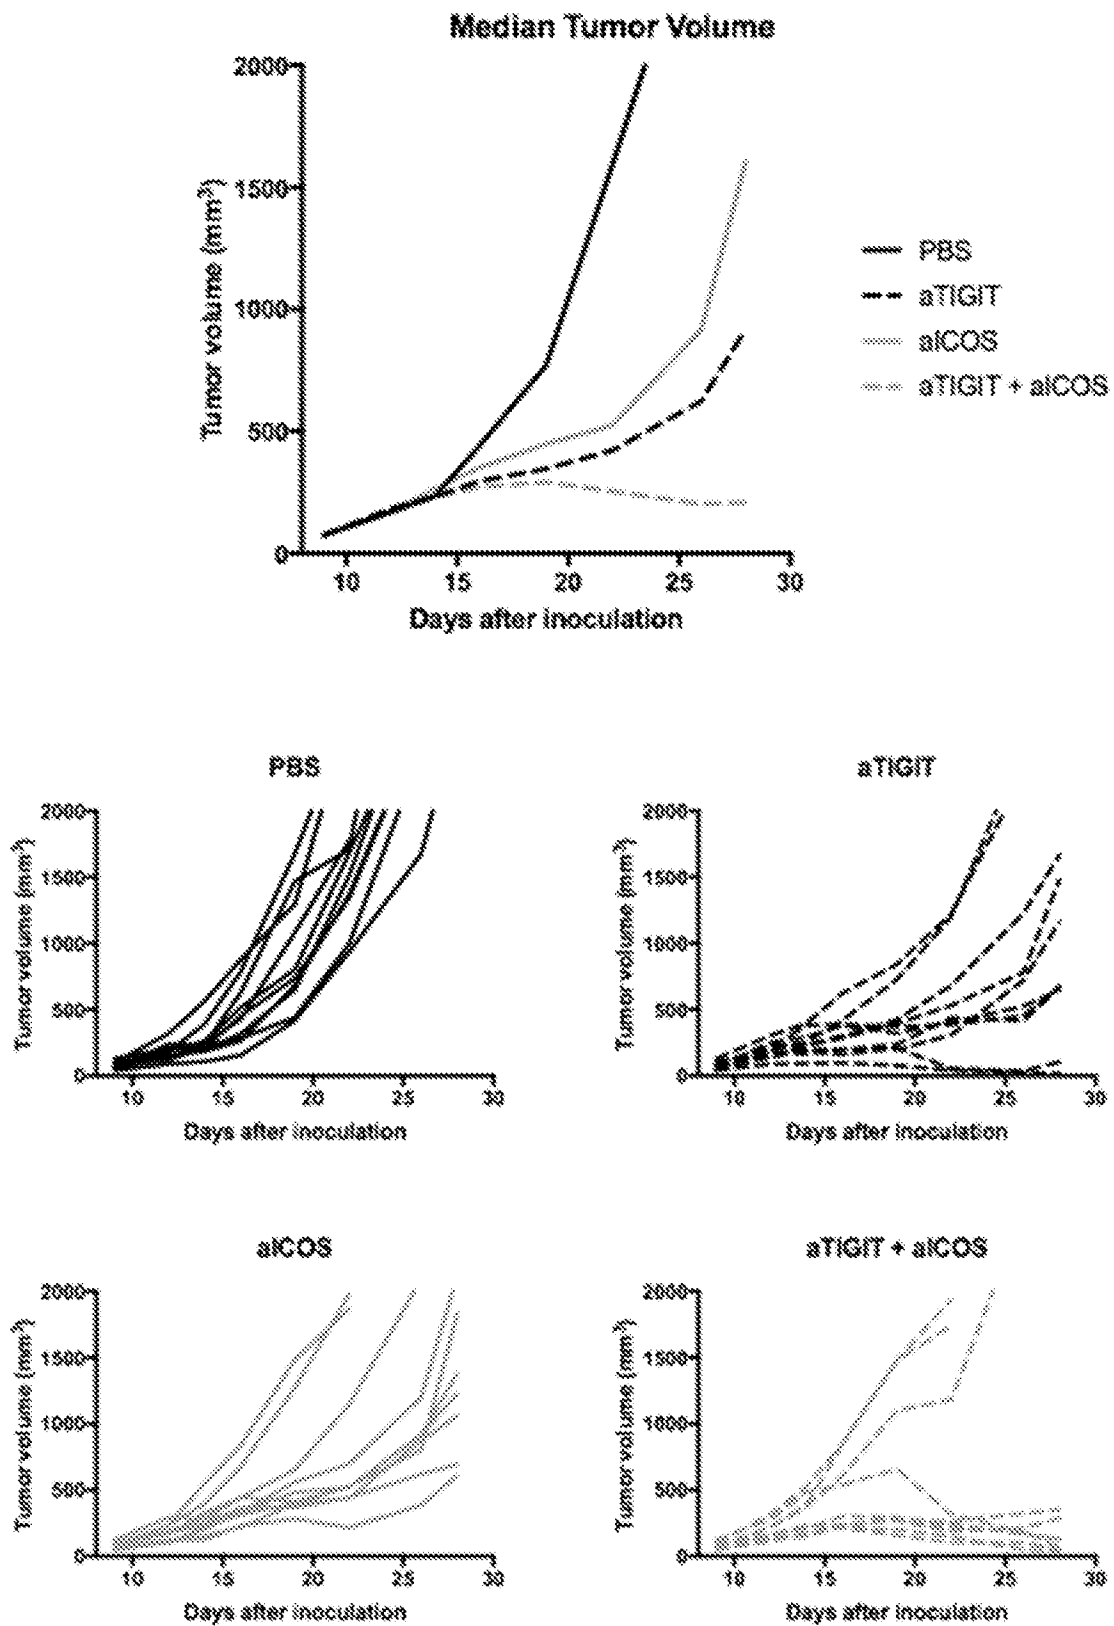 Median Tumor Volume
2000
1500
1000
500
0
Tumor volume (mm³)
10 15 20 25 30
Days after inoculation
PBS
aTIGIT
aICOS
aTIGIT + aICOS
PBS
2000
1500
1000
500
0
Tumor volume (mm³)
10 15 20 25 30
Days after inoculation
aTIGIT
2000
1500
1000
500
0
Tumor volume (mm³)
10 15 20 25 30
Days after inoculation
aICOS
2000
1500
1000
500
0
Tumor volume (mm³)
10 15 20 25 30
Days after inoculation
aTIGIT + aICOS
2000
1500
1000
500
0
Tumor volume (mm³)
10 15 20 25 30
Days after inoculation